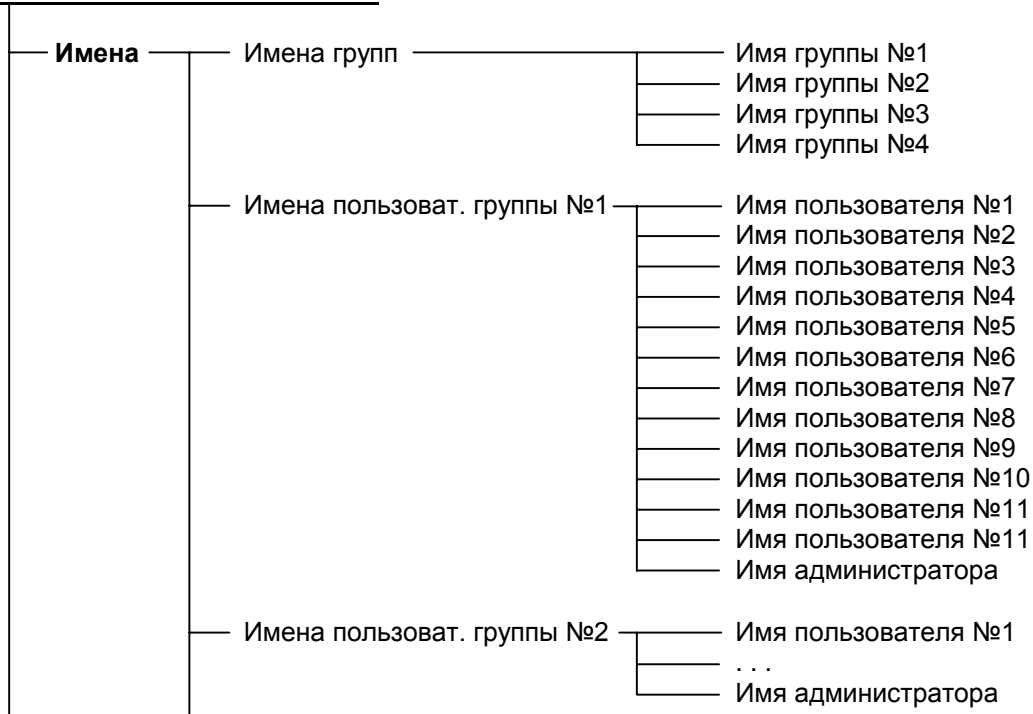 Имена
Имена групп
Имя группы №1
Имя группы №2
Имя группы №3
Имя группы №4
Имена пользоват. группы №1
Имя пользователя №1
Имя пользователя №2
Имя пользователя №3
Имя пользователя №4
Имя пользователя №5
Имя пользователя №6
Имя пользователя №7
Имя пользователя №8
Имя пользователя №9
Имя пользователя №10
Имя пользователя №11
Имя пользователя №11
Имя администратора
Имена пользоват. группы №2
Имя пользователя №1
. . .
Имя администратора